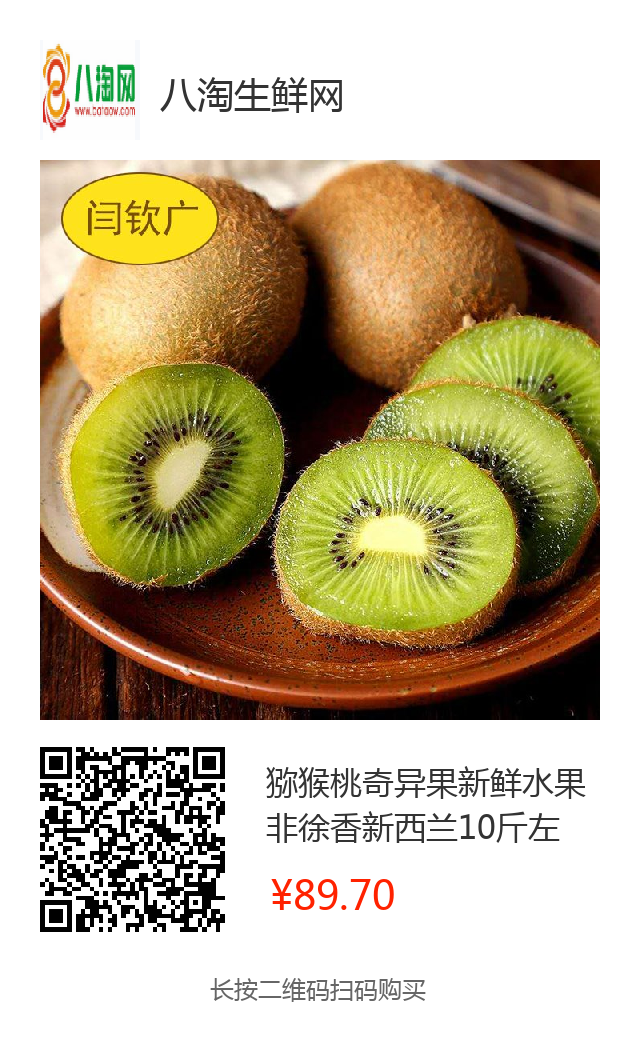 八淘网
www.bataow.com
八淘生鲜网
闫钦广
猕猴桃奇异果新鲜水果
非徐香新西兰10斤左
¥89.70
长按二维码扫码购买